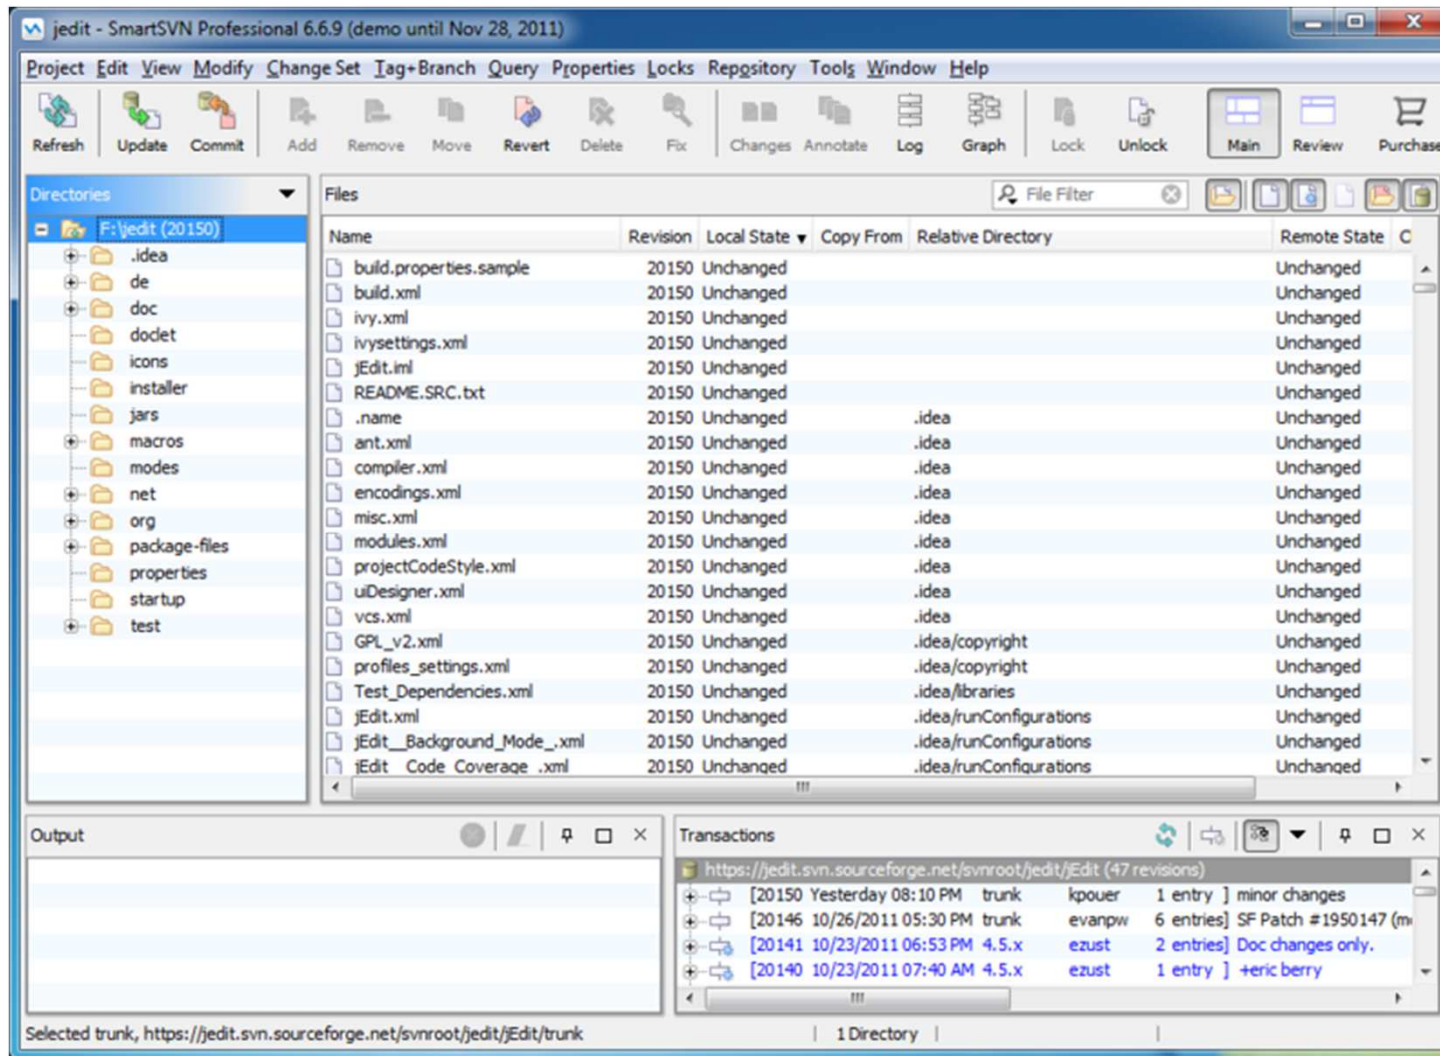 jedit - SmartSVN Professional 6.6.9 (demo until Nov 28, 2011)
Project Edit View Modify Change Set Tag+Branch Query Properties Locks Repository Tools Window Help
Refresh Update Commit Add Remove Move Revert Delete Fix Changes Annotate Log Graph Lock Unlock Main Review Purchase
Directories
F:\jedit (20150)
.idea
de
doc
doclet
icons
installer
jars
macros
modes
net
org
package-files
properties
startup
test
Files File Filter
Name Revision Local State Copy From Relative Directory Remote State
build.properties.sample 20150 Unchanged Unchanged
build.xml 20150 Unchanged Unchanged
ivy.xml 20150 Unchanged Unchanged
ivysettings.xml 20150 Unchanged Unchanged
jEdit.iml 20150 Unchanged Unchanged
README.SRC.txt 20150 Unchanged Unchanged
.name 20150 Unchanged .idea Unchanged
ant.xml 20150 Unchanged .idea Unchanged
compiler.xml 20150 Unchanged .idea Unchanged
encodings.xml 20150 Unchanged .idea Unchanged
misc.xml 20150 Unchanged .idea Unchanged
modules.xml 20150 Unchanged .idea Unchanged
projectCodeStyle.xml 20150 Unchanged .idea Unchanged
uiDesigner.xml 20150 Unchanged .idea Unchanged
vcs.xml 20150 Unchanged .idea Unchanged
GPL_v2.xml 20150 Unchanged .idea/copyright Unchanged
profiles_settings.xml 20150 Unchanged .idea/copyright Unchanged
Test_Dependencies.xml 20150 Unchanged .idea/libraries Unchanged
jEdit.xml 20150 Unchanged .idea/runConfigurations Unchanged
jEdit__Background_Mode_.xml 20150 Unchanged .idea/runConfigurations Unchanged
jEdit__Code_Coverage_.xml 20150 Unchanged .idea/runConfigurations Unchanged
Output
Transactions
https://jedit.svn.sourceforge.net/svnroot/jedit/jEdit (47 revisions)
[20150 Yesterday 08:10 PM trunk kpouer 1 entry ] minor changes
[20146 10/26/2011 05:30 PM trunk evanpw 6 entries] SF Patch #1950147
[20141 10/23/2011 06:53 PM 4.5.x ezust 2 entries] Doc changes only.
[20140 10/23/2011 07:40 AM 4.5.x ezust 1 entry ] +eric berry
Selected trunk, https://jedit.svn.sourceforge.net/svnroot/jedit/jEdit/trunk 1 Directory